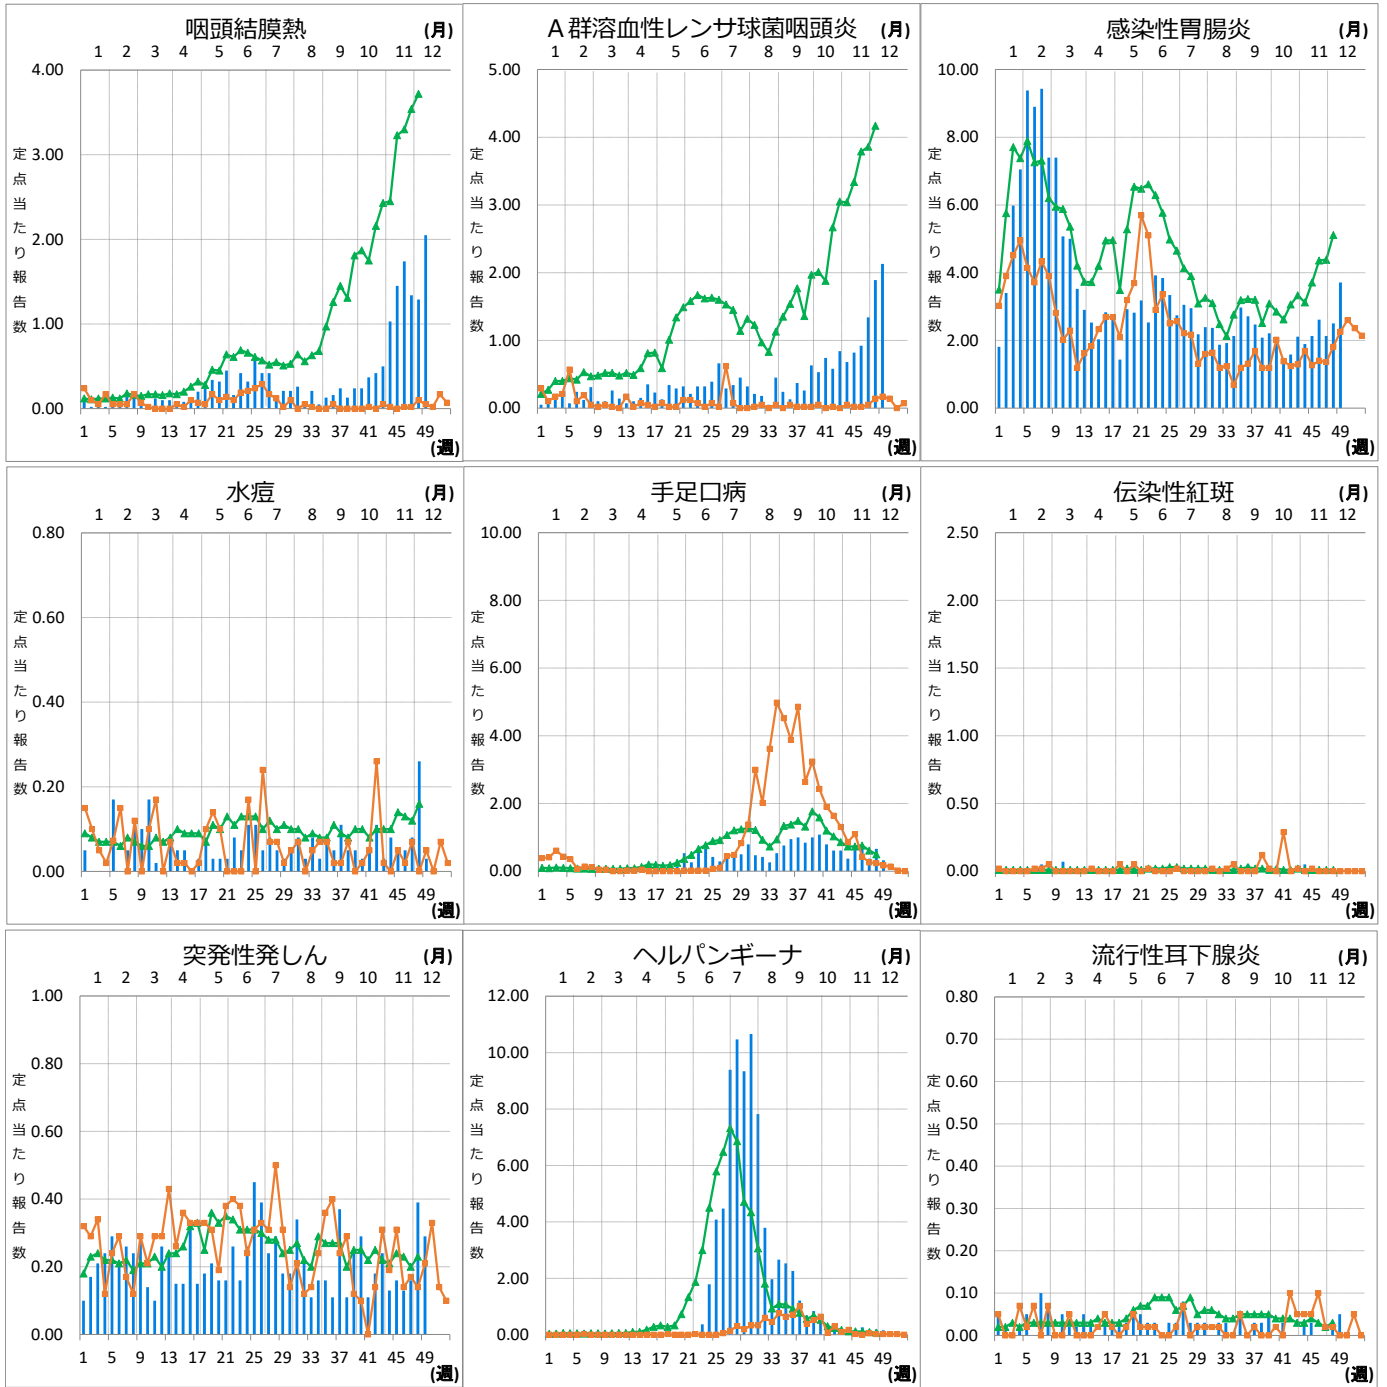 咽頭結膜熱 (月)
1 2 3 4 5 6 7 8 9 10 11 12
定点当たり報告数
4.00
3.00
2.00
1.00
0.00
1 5 9 13 17 21 25 29 33 37 41 45 49
(週)
A群溶血性レンサ球菌咽頭炎 (月)
1 2 3 4 5 6 7 8 9 10 11 12
定点当たり報告数
5.00
4.00
3.00
2.00
1.00
0.00
1 5 9 13 17 21 25 29 33 37 41 45 49
(週)
感染性胃腸炎 (月)
1 2 3 4 5 6 7 8 9 10 11 12
定点当たり報告数
10.00
8.00
6.00
4.00
2.00
0.00
1 5 9 13 17 21 25 29 33 37 41 45 49
(週)
水痘 (月)
1 2 3 4 5 6 7 8 9 10 11 12
定点当たり報告数
0.80
0.60
0.40
0.20
0.00
1 5 9 13 17 21 25 29 33 37 41 45 49
(週)
手足口病 (月)
1 2 3 4 5 6 7 8 9 10 11 12
定点当たり報告数
10.00
8.00
6.00
4.00
2.00
0.00
1 5 9 13 17 21 25 29 33 37 41 45 49
(週)
伝染性紅斑 (月)
1 2 3 4 5 6 7 8 9 10 11 12
定点当たり報告数
2.50
2.00
1.50
1.00
0.50
0.00
1 5 9 13 17 21 25 29 33 37 41 45 49
(週)
突発性発しん (月)
1 2 3 4 5 6 7 8 9 10 11 12
定点当たり報告数
1.00
0.80
0.60
0.40
0.20
0.00
1 5 9 13 17 21 25 29 33 37 41 45 49
(週)
ヘルパンギーナ (月)
1 2 3 4 5 6 7 8 9 10 11 12
定点当たり報告数
12.00
10.00
8.00
6.00
4.00
2.00
0.00
1 5 9 13 17 21 25 29 33 37 41 45 49
(週)
流行性耳下腺炎 (月)
1 2 3 4 5 6 7 8 9 10 11 12
定点当たり報告数
0.80
0.70
0.60
0.50
0.40
0.30
0.20
0.10
0.00
1 5 9 13 17 21 25 29 33 37 41 45 49
(週)